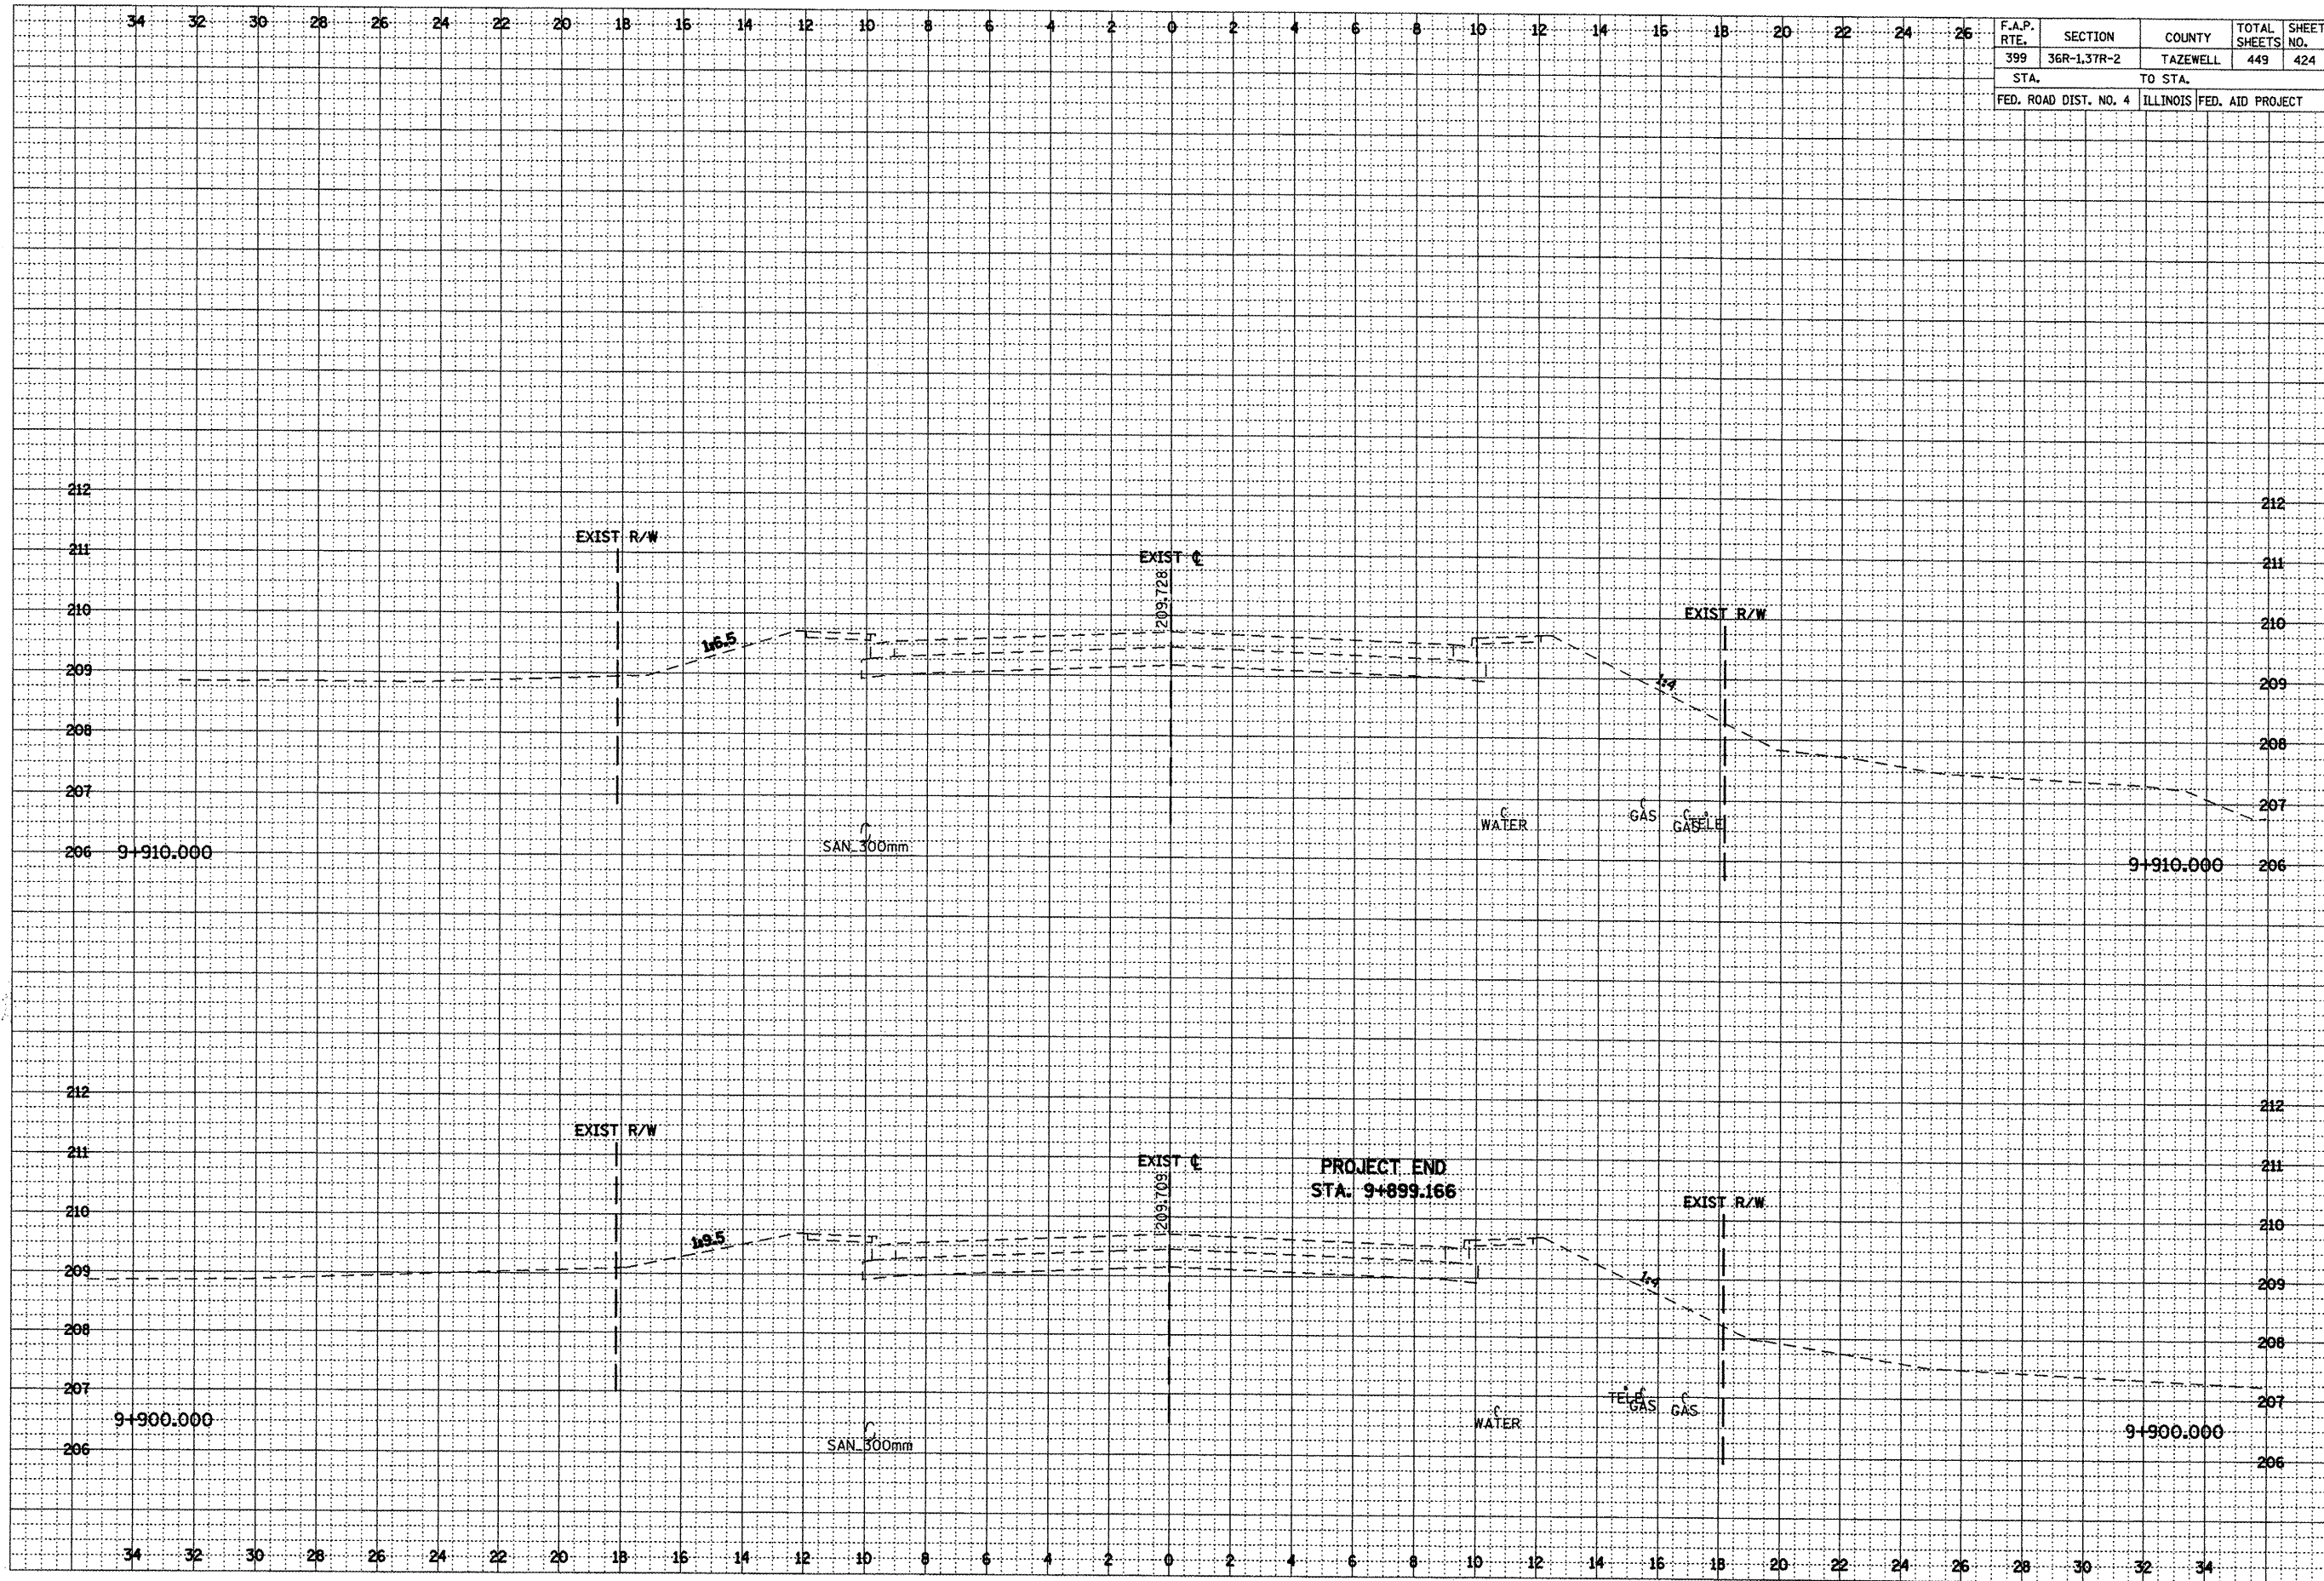 34 32 30 28 26 24 22 20 18 16 14 12 10 8 6 4 2 0 2 4 6 8 10 12 14 16 18 20 22 24 26
F.A.P. RTE. SECTION COUNTY TOTAL SHEETS SHEET NO.
399 36R-1,37R-2 TAZEWELL 449 424
STA. TO STA.
FED. ROAD DIST. NO. 4 ILLINOIS FED. AID PROJECT
212 212
EXIST R/W
211 211
EXIST ℄
209.728
210 210
EXIST R/W
1:6.5
209 209
1:4
208 208
207 207
GAS
WATER
GAS
TELE
SAN_300mm
206 9+910.000 9+910.000 206
212 212
EXIST R/W
211 211
EXIST ℄
209.709
PROJECT END
STA. 9+899.166
210 210
EXIST R/W
1:9.5
209 209
1:4
208 208
207 207
TELE
GAS
GAS
WATER
9+900.000 9+900.000
SAN_300mm
206 206
34 32 30 28 26 24 22 20 18 16 14 12 10 8 6 4 2 0 2 4 6 8 10 12 14 16 18 20 22 24 26 28 30 32 34